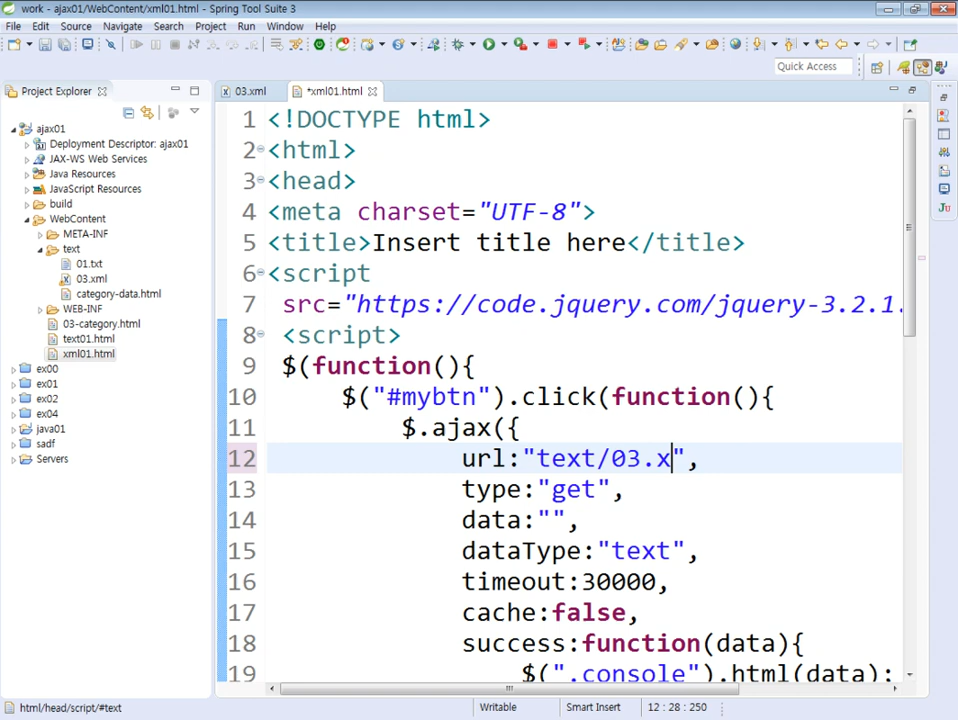 work - ajax01/WebContent/xml01.html - Spring Tool Suite 3
File Edit Source Navigate Search Project Run Window Help
Quick Access
Project Explorer
ajax01
Deployment Descriptor: ajax01
JAX-WS Web Services
Java Resources
JavaScript Resources
build
WebContent
META-INF
text
01.txt
03.xml
category-data.html
WEB-INF
03-category.html
text01.html
xml01.html
ex00
ex01
ex02
ex04
java01
sadf
Servers
03.xml *xml01.html
1 <!DOCTYPE html>
2 <html>
3 <head>
4 <meta charset="UTF-8">
5 <title>Insert title here</title>
6 <script
7 src="https://code.jquery.com/jquery-3.2.1.
8 <script>
9 $(function(){
10 $("#mybtn").click(function(){
11 $.ajax({
12 url:"text/03.x",
13 type:"get",
14 data:"",
15 dataType:"text",
16 timeout:30000,
17 cache:false,
18 success:function(data){
19 $(".console").html(data);
html/head/script/#text Writable Smart Insert 12 : 28 : 250